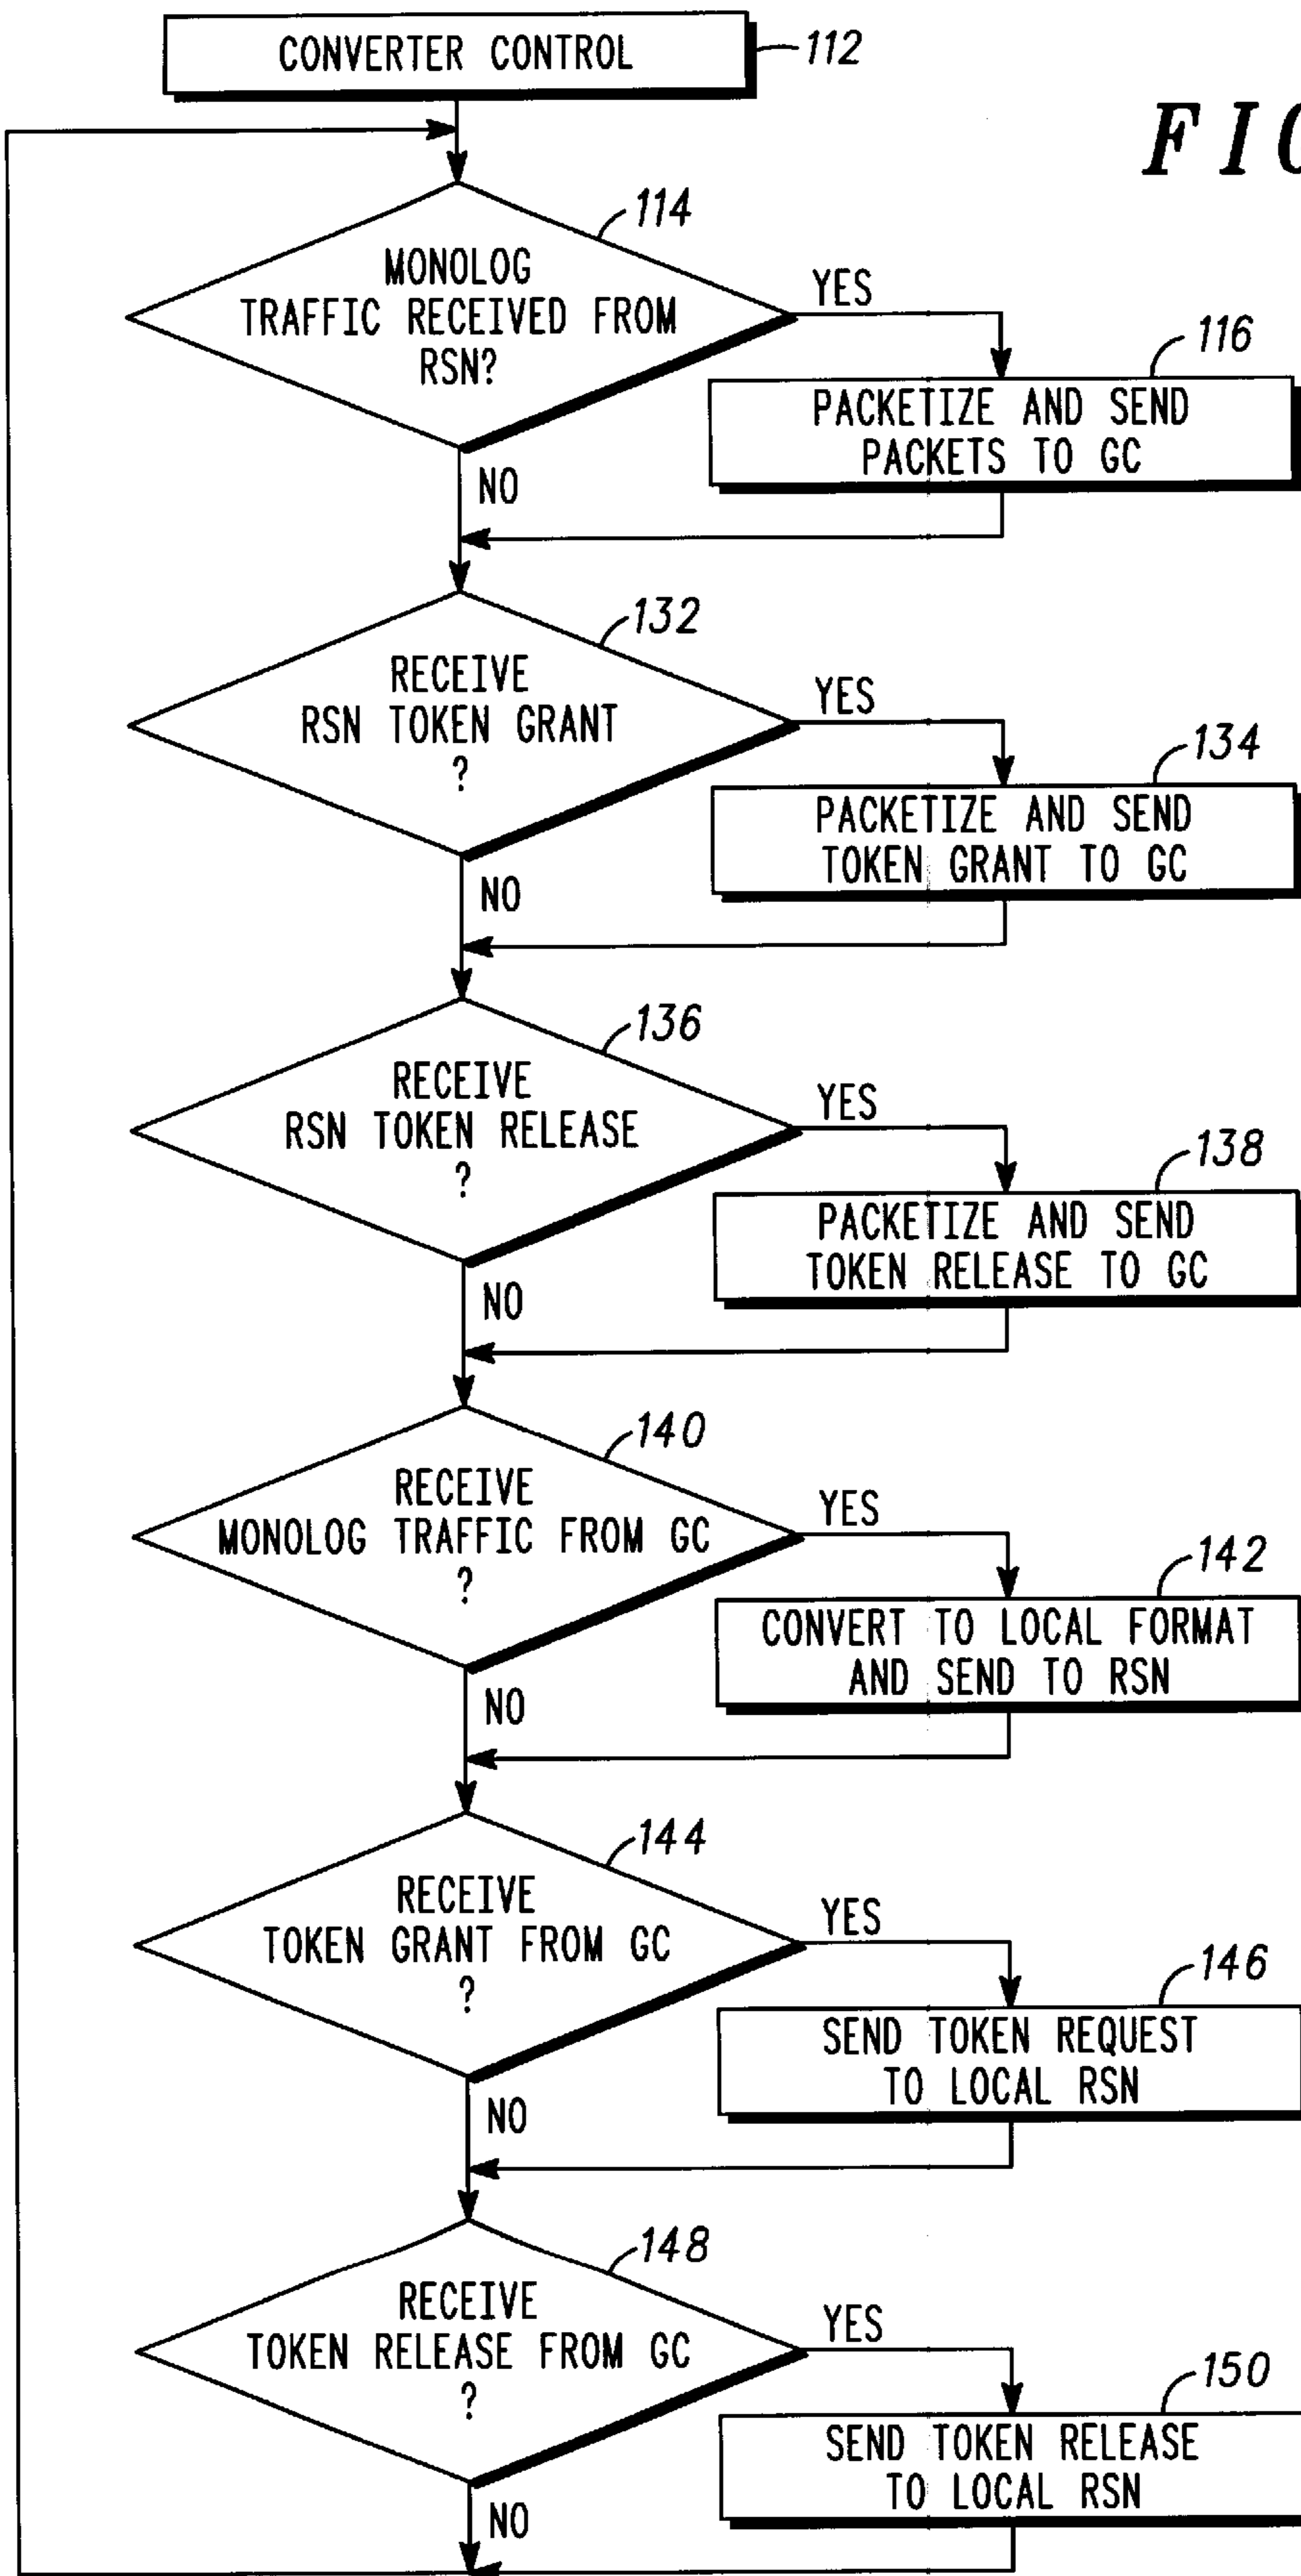 CONVERTER CONTROL
112
114
MONOLOG
TRAFFIC RECEIVED FROM
RSN?
YES
116
PACKETIZE AND SEND
PACKETS TO GC
NO
132
RECEIVE
RSN TOKEN GRANT
?
YES
134
PACKETIZE AND SEND
TOKEN GRANT TO GC
NO
136
RECEIVE
RSN TOKEN RELEASE
?
YES
138
PACKETIZE AND SEND
TOKEN RELEASE TO GC
NO
140
RECEIVE
MONOLOG TRAFFIC FROM GC
?
YES
142
CONVERT TO LOCAL FORMAT
AND SEND TO RSN
NO
144
RECEIVE
TOKEN GRANT FROM GC
?
YES
146
SEND TOKEN REQUEST
TO LOCAL RSN
NO
148
RECEIVE
TOKEN RELEASE FROM GC
?
YES
150
SEND TOKEN RELEASE
TO LOCAL RSN
NO